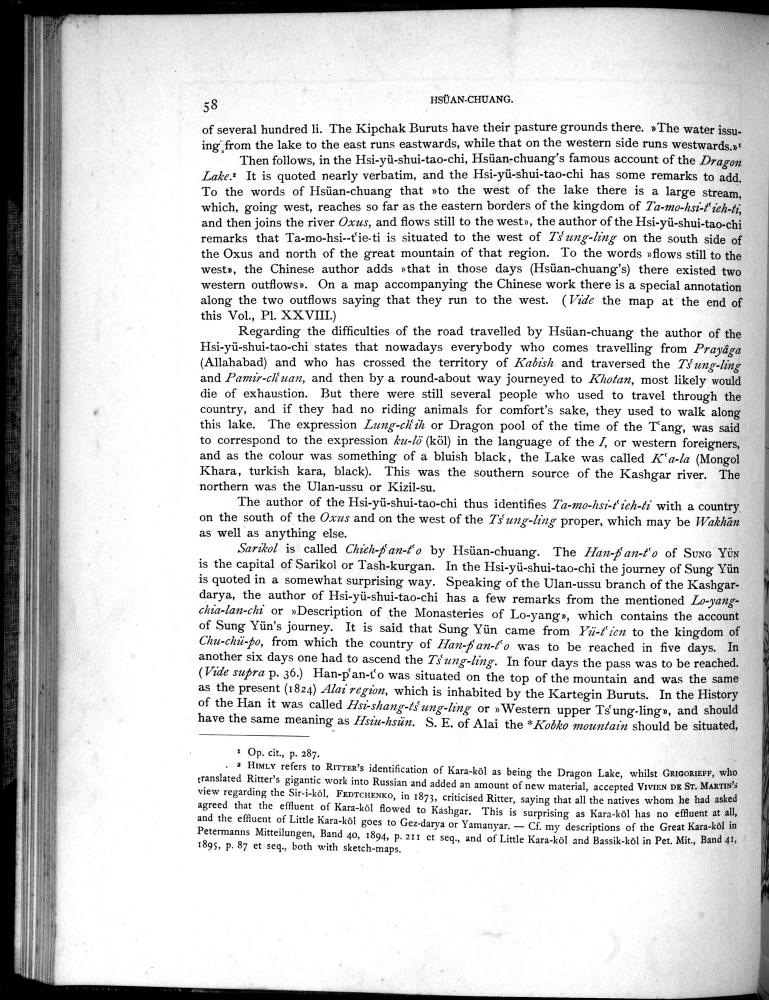 58
HSÜAN-CHUANG.
of several hundred li. The Kipchak Buruts have their pasture grounds there. »The water issu-
ing from the lake to the east runs eastwards, while that on the western side runs westwards.»¹
Then follows, in the Hsi-yü-shui-tao-chi, Hsüan-chuang's famous account of the Dragon
Lake.² It is quoted nearly verbatim, and the Hsi-yü-shui-tao-chi has some remarks to add.
To the words of Hsüan-chuang that »to the west of the lake there is a large stream,
which, going west, reaches so far as the eastern borders of the kingdom of Ta-mo-hsi-t‘ieh-ti,
and then joins the river Oxus, and flows still to the west», the author of the Hsi-yü-shui-tao-chi
remarks that Ta-mo-hsi--t‘ie-ti is situated to the west of Ts‘ung-ling on the south side of
the Oxus and north of the great mountain of that region. To the words »flows still to the
west», the Chinese author adds »that in those days (Hsüan-chuang's) there existed two
western outflows». On a map accompanying the Chinese work there is a special annotation
along the two outflows saying that they run to the west. (Vide the map at the end of
this Vol., Pl. XXVIII.)
Regarding the difficulties of the road travelled by Hsüan-chuang the author of the
Hsi-yü-shui-tao-chi states that nowadays everybody who comes travelling from Prayâga
(Allahabad) and who has crossed the territory of Kabish and traversed the Ts‘ung-ling
and Pamir-ch‘uan, and then by a round-about way journeyed to Khotan, most likely would
die of exhaustion. But there were still several people who used to travel through the
country, and if they had no riding animals for comfort's sake, they used to walk along
this lake. The expression Lung-ch‘ih or Dragon pool of the time of the T‘ang, was said
to correspond to the expression ku-lö (köl) in the language of the I, or western foreigners,
and as the colour was something of a bluish black, the Lake was called K‘a-la (Mongol
Khara, turkish kara, black). This was the southern source of the Kashgar river. The
northern was the Ulan-ussu or Kizil-su.
The author of the Hsi-yü-shui-tao-chi thus identifies Ta-mo-hsi-t‘ieh-ti with a country
on the south of the Oxus and on the west of the Ts‘ung-ling proper, which may be Wakhān
as well as anything else.
Sarikol is called Chieh-p‘an-t‘o by Hsüan-chuang. The Han-p‘an-t‘o of SUNG YÜN
is the capital of Sarikol or Tash-kurgan. In the Hsi-yü-shui-tao-chi the journey of Sung Yün
is quoted in a somewhat surprising way. Speaking of the Ulan-ussu branch of the Kashgar-
darya, the author of Hsi-yü-shui-tao-chi has a few remarks from the mentioned Lo-yang-
chia-lan-chi or »Description of the Monasteries of Lo-yang», which contains the account
of Sung Yün's journey. It is said that Sung Yün came from Yü-t‘ien to the kingdom of
Chu-chü-po, from which the country of Han-p‘an-t‘o was to be reached in five days. In
another six days one had to ascend the Ts‘ung-ling. In four days the pass was to be reached.
(Vide supra p. 36.) Han-p‘an-t‘o was situated on the top of the mountain and was the same
as the present (1824) Alai region, which is inhabited by the Kartegin Buruts. In the History
of the Han it was called Hsi-shang-ts‘ung-ling or »Western upper Ts‘ung-ling», and should
have the same meaning as Hsiu-hsün. S. E. of Alai the *Kobko mountain should be situated,
¹ Op. cit., p. 287.
² HIMLY refers to RITTER's identification of Kara-köl as being the Dragon Lake, whilst GRIGORIEFF, who
translated Ritter's gigantic work into Russian and added an amount of new material, accepted VIVIEN DE ST. MARTIN's
view regarding the Sir-i-köl. FEDTCHENKO, in 1873, criticised Ritter, saying that all the natives whom he had asked
agreed that the effluent of Kara-köl flowed to Kashgar. This is surprising as Kara-köl has no effluent at all,
and the effluent of Little Kara-köl goes to Gez-darya or Yamanyar. — Cf. my descriptions of the Great Kara-köl in
Petermanns Mitteilungen, Band 40, 1894, p. 211 et seq., and of Little Kara-köl and Bassik-köl in Pet. Mit., Band 41,
1895, p. 87 et seq., both with sketch-maps.